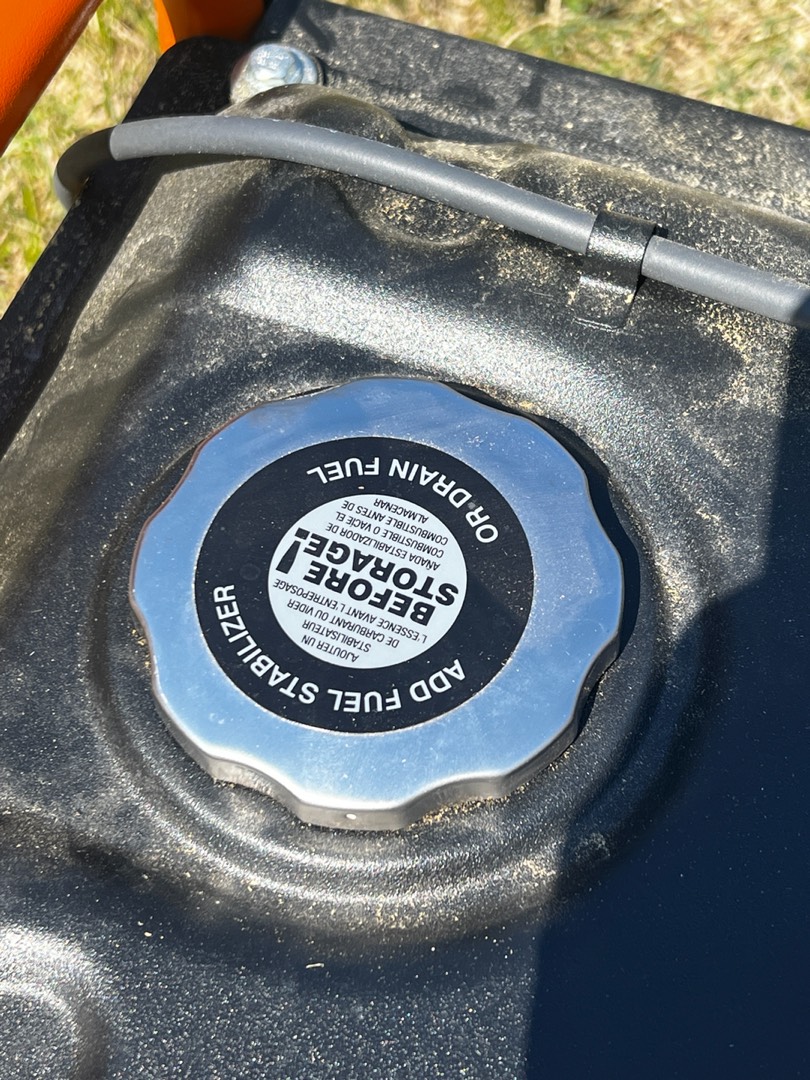 ADD FUEL STABILIZER
OR DRAIN FUEL
AJOUTER UN
STABILISATEUR
DE CARBURANT OU VIDER
L'ESSENCE AVANT L'ENTREPOSAGE
BEFORE
STORAGE!
AÑADA ESTABILIZADOR DE
COMBUSTIBLE O VACÍE EL
COMBUSTIBLE ANTES DE
ALMACENAR